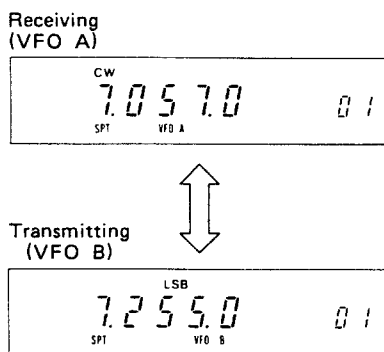 Receiving
(VFO A)
CW
7.057.0 01
SPT VFO A
Transmitting
(VFO B)
LSB
7.255.0 01
SPT VFO B